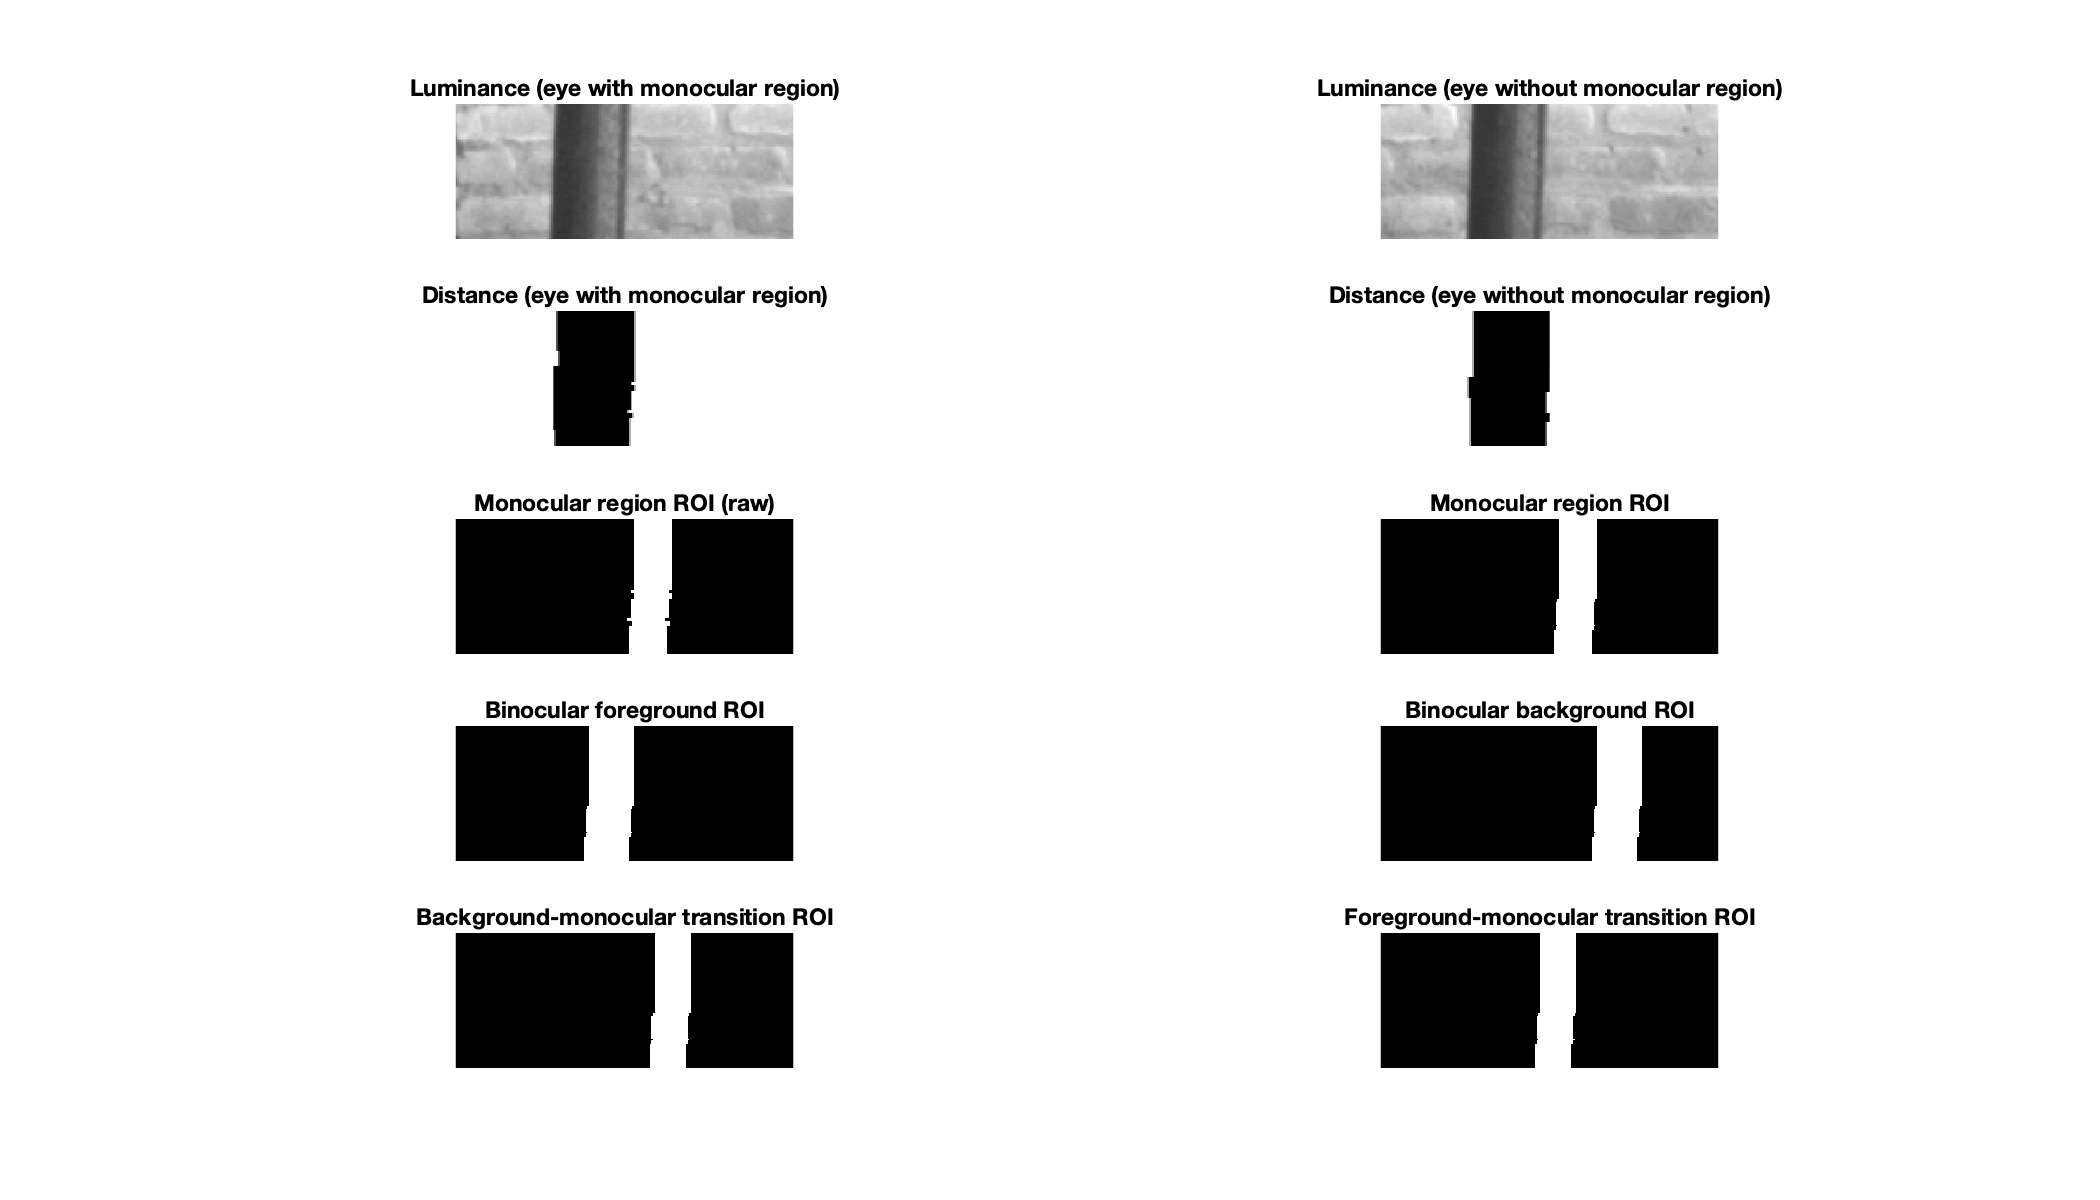 Luminance (eye with monocular region)
Luminance (eye without monocular region)
Distance (eye with monocular region)
Distance (eye without monocular region)
Monocular region ROI (raw)
Monocular region ROI
Binocular foreground ROI
Binocular background ROI
Background-monocular transition ROI
Foreground-monocular transition ROI